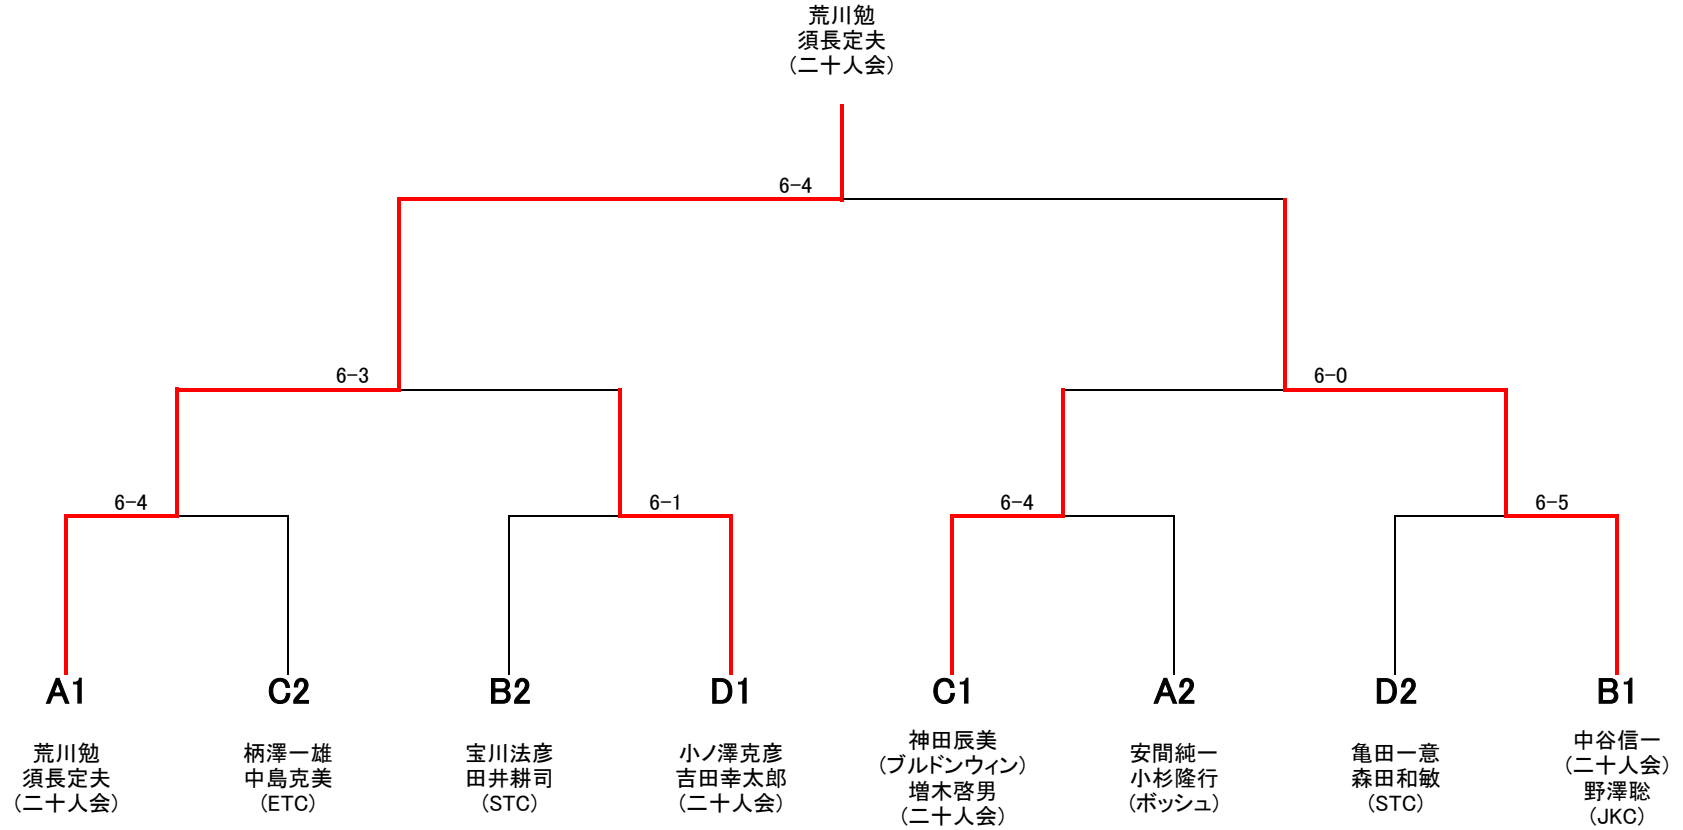 荒川勉
須長定夫
(二十人会)
6-4
6-3
6-0
6-4
6-1
6-4
6-5
A1
C2
B2
D1
C1
A2
D2
B1
荒川勉
須長定夫
(二十人会)
柄澤一雄
中島克美
(ETC)
宝川法彦
田井耕司
(STC)
小ノ澤克彦
吉田幸太郎
(二十人会)
神田辰美
(ブルドンウィン)
増木啓男
(二十人会)
安間純一
小杉隆行
(ボッシュ)
亀田一意
森田和敏
(STC)
中谷信一
(二十人会)
野澤聡
(JKC)